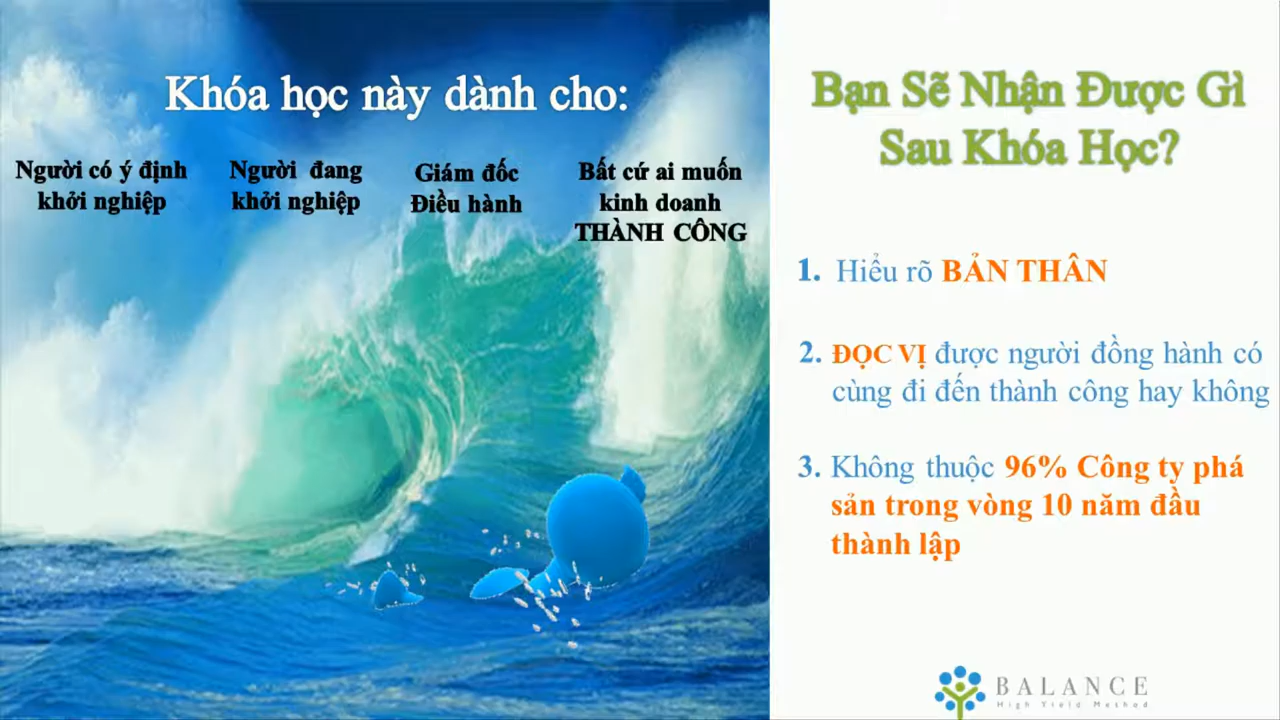 Khóa học này dành cho:
Người có ý định
khởi nghiệp
Người đang
khởi nghiệp
Giám đốc
Điều hành
Bất cứ ai muốn
kinh doanh
THÀNH CÔNG
Bạn Sẽ Nhận Được Gì
Sau Khóa Học?
1. Hiểu rõ BẢN THÂN
2. ĐỌC VỊ được người đồng hành có
cùng đi đến thành công hay không
3. Không thuộc 96% Công ty phá
sản trong vòng 10 năm đầu
thành lập
BALANCE
High Yield Method